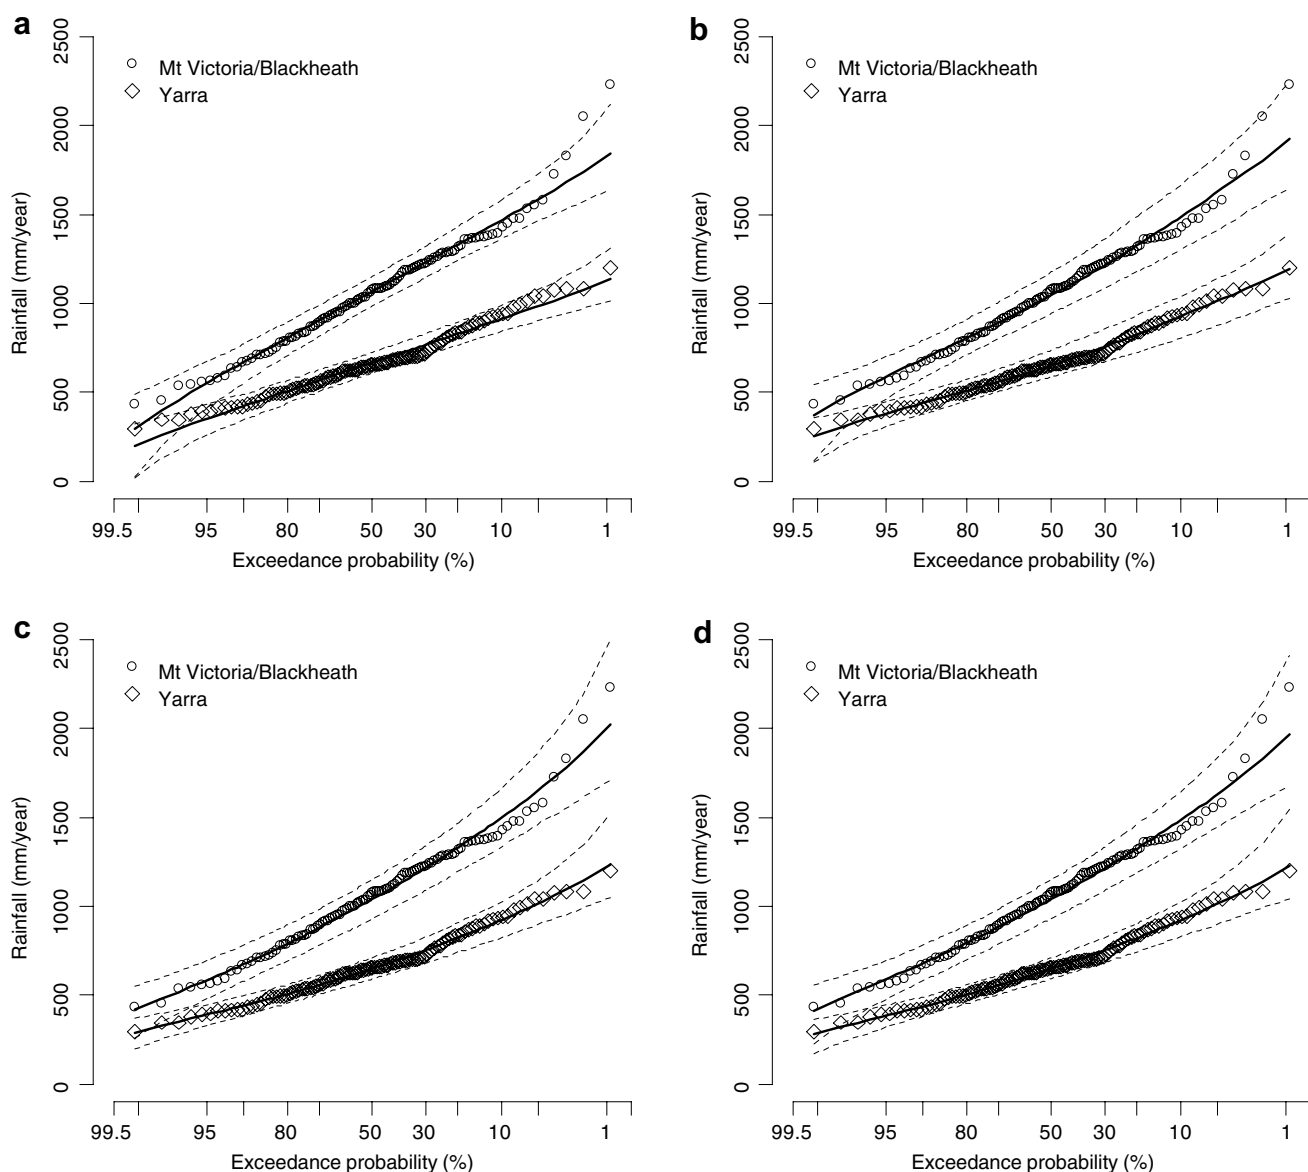 a
2500
2000
1500
1000
500
0
Rainfall (mm/year)
Mt Victoria/Blackheath
Yarra
99.5 95 80 50 30 10 1
Exceedance probability (%)
b
2500
2000
1500
1000
500
0
Rainfall (mm/year)
Mt Victoria/Blackheath
Yarra
99.5 95 80 50 30 10 1
Exceedance probability (%)
c
2500
2000
1500
1000
500
0
Rainfall (mm/year)
Mt Victoria/Blackheath
Yarra
99.5 95 80 50 30 10 1
Exceedance probability (%)
d
2500
2000
1500
1000
500
0
Rainfall (mm/year)
Mt Victoria/Blackheath
Yarra
99.5 95 80 50 30 10 1
Exceedance probability (%)